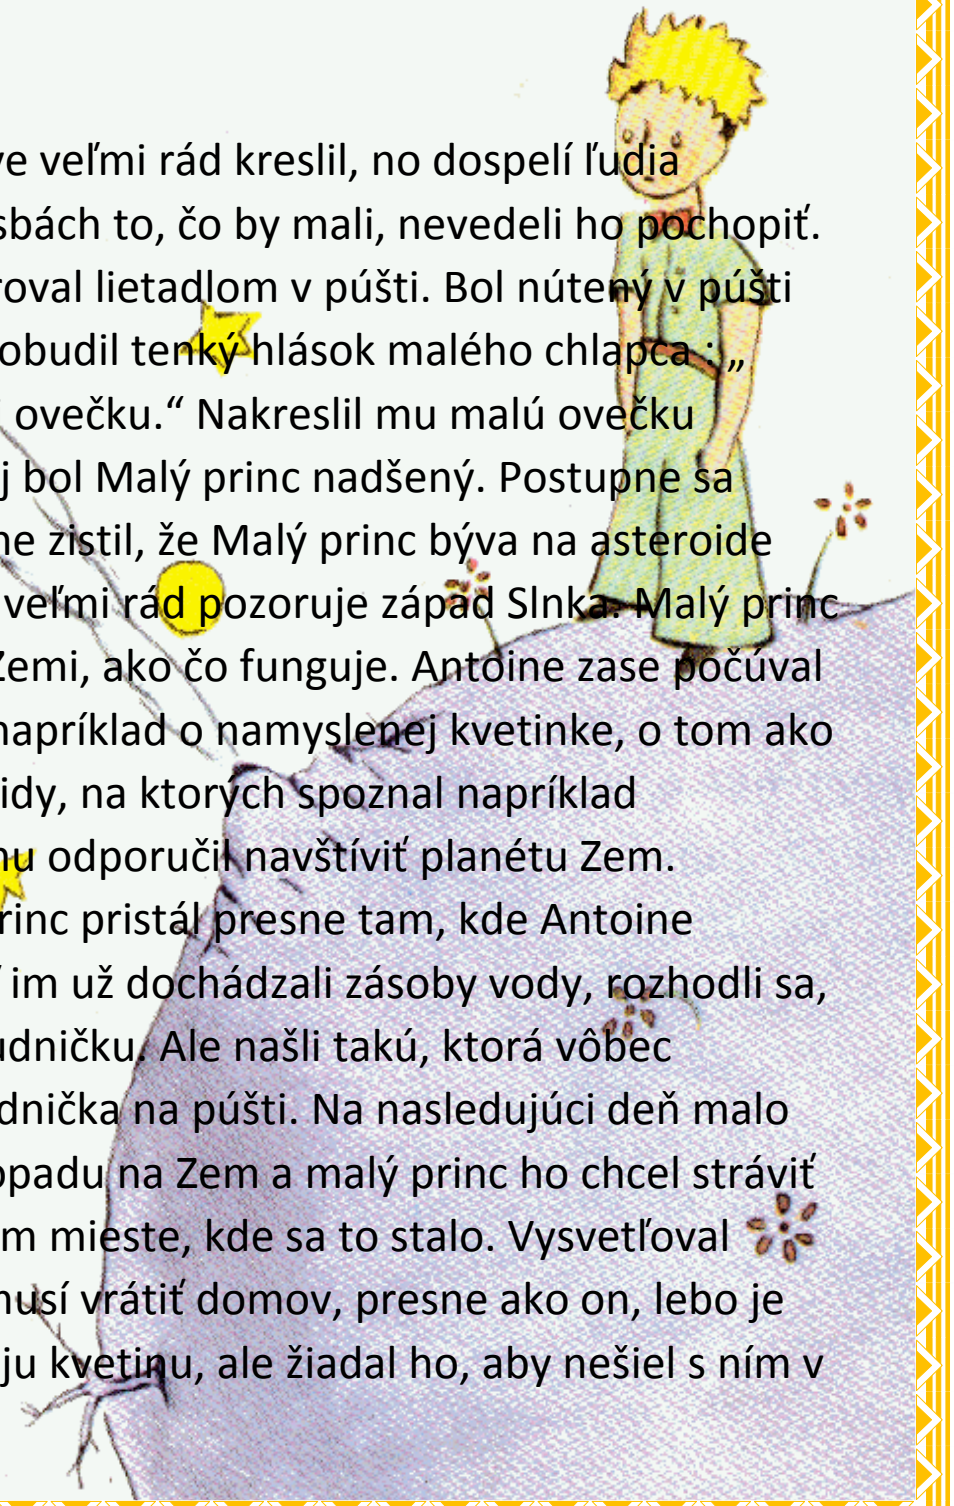 ve veľmi rád kreslil, no dospelí ľudia
sbách to, čo by mali, nevedeli ho pochopiť.
roval lietadlom v púšti. Bol nútený v púšti
obudil tenký hlások malého chlapca : „
ovečku.“ Nakreslil mu malú ovečku
j bol Malý princ nadšený. Postupne sa
ne zistil, že Malý princ býva na asteroide
veľmi rád pozoruje západ Slnka. Malý princ
Zemi, ako čo funguje. Antoine zase počúval
napríklad o namyslenej kvetinke, o tom ako
idy, na ktorých spoznal napríklad
mu odporučil navštíviť planétu Zem.
rinc pristál presne tam, kde Antoine
ď im už dochádzali zásoby vody, rozhodli sa,
udničku. Ale našli takú, ktorá vôbec
dnička na púšti. Na nasledujúci deň malo
opadu na Zem a malý princ ho chcel stráviť
m mieste, kde sa to stalo. Vysvetľoval
musí vrátiť domov, presne ako on, lebo je
ju kvetinu, ale žiadal ho, aby nešiel s ním v